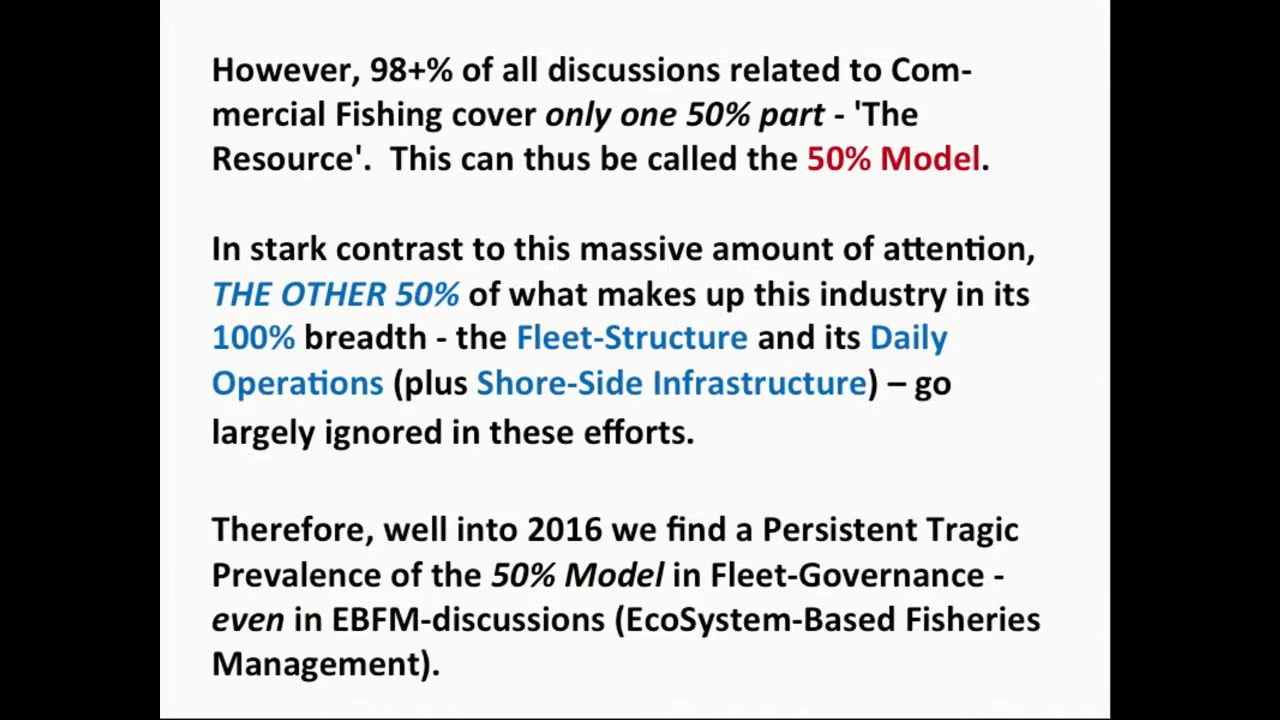 However, 98+% of all discussions related to Com-
mercial Fishing cover only one 50% part - 'The
Resource'.  This can thus be called the 50% Model.
In stark contrast to this massive amount of attention,
THE OTHER 50% of what makes up this industry in its
100% breadth - the Fleet-Structure and its Daily
Operations (plus Shore-Side Infrastructure) – go
largely ignored in these efforts.
Therefore, well into 2016 we find a Persistent Tragic
Prevalence of the 50% Model in Fleet-Governance -
even in EBFM-discussions (EcoSystem-Based Fisheries
Management).